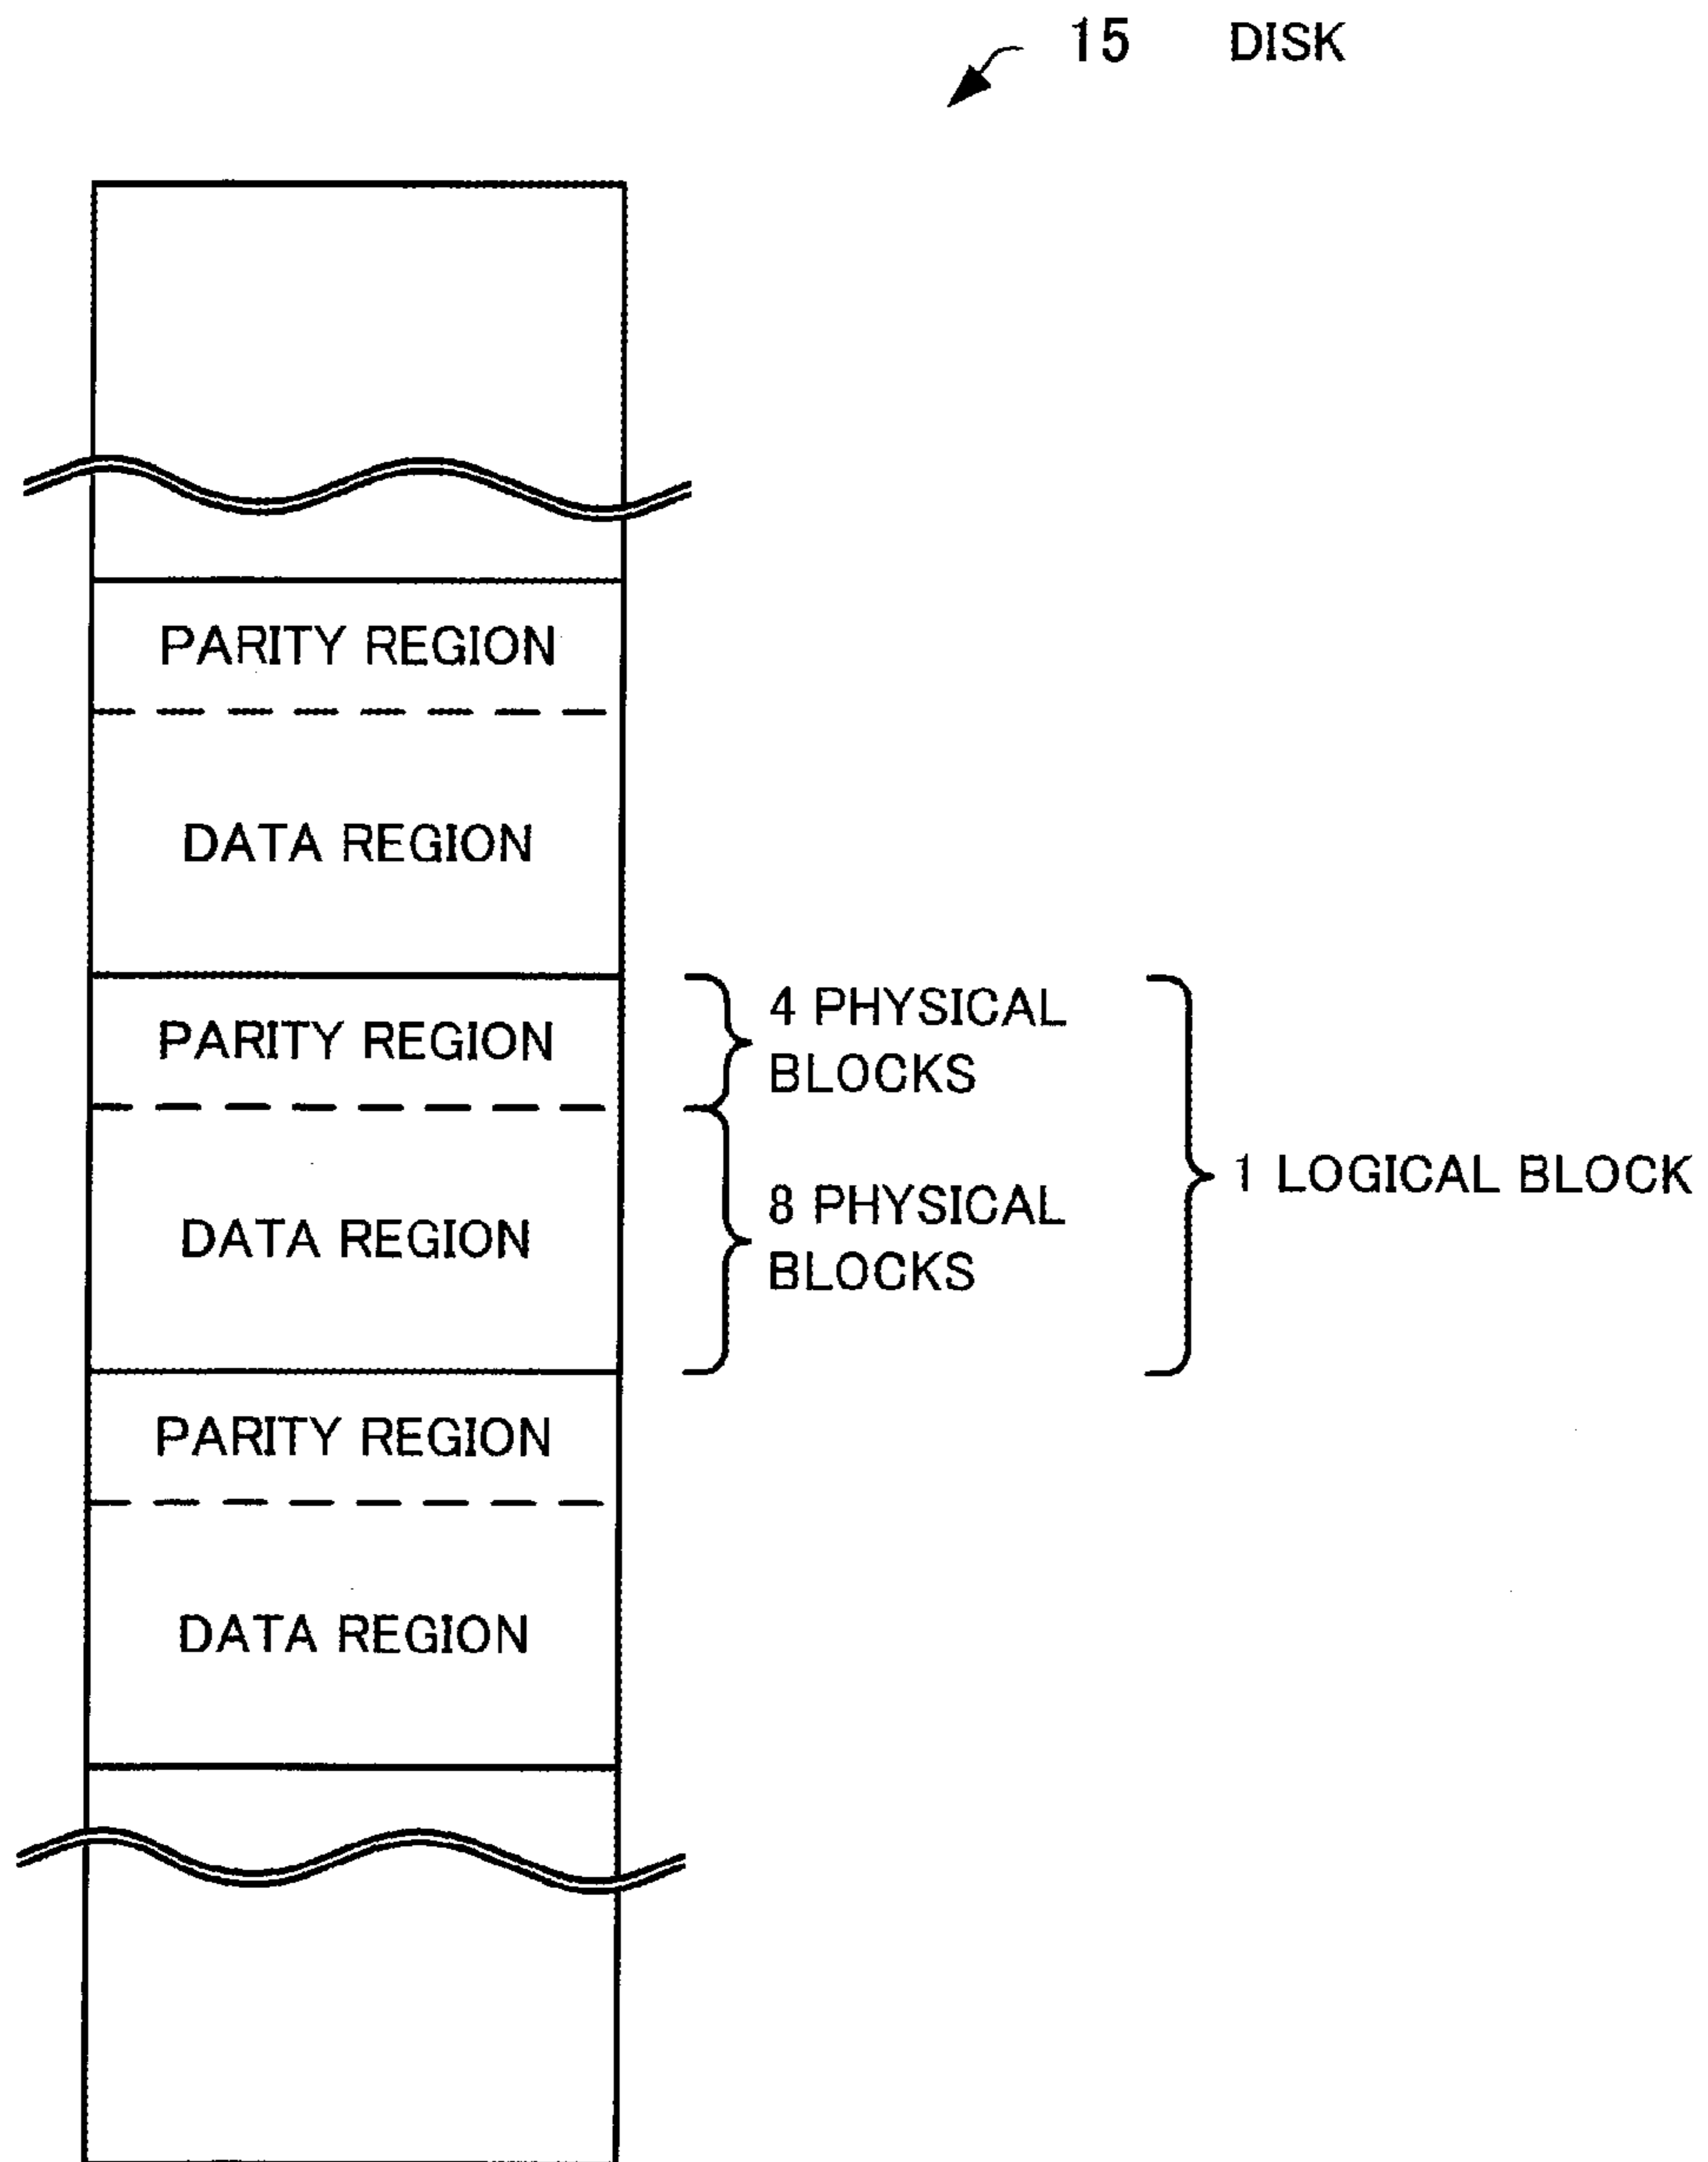 15 DISK
PARITY REGION
DATA REGION
PARITY REGION
4 PHYSICAL
BLOCKS
DATA REGION
8 PHYSICAL
BLOCKS
1 LOGICAL BLOCK
PARITY REGION
DATA REGION